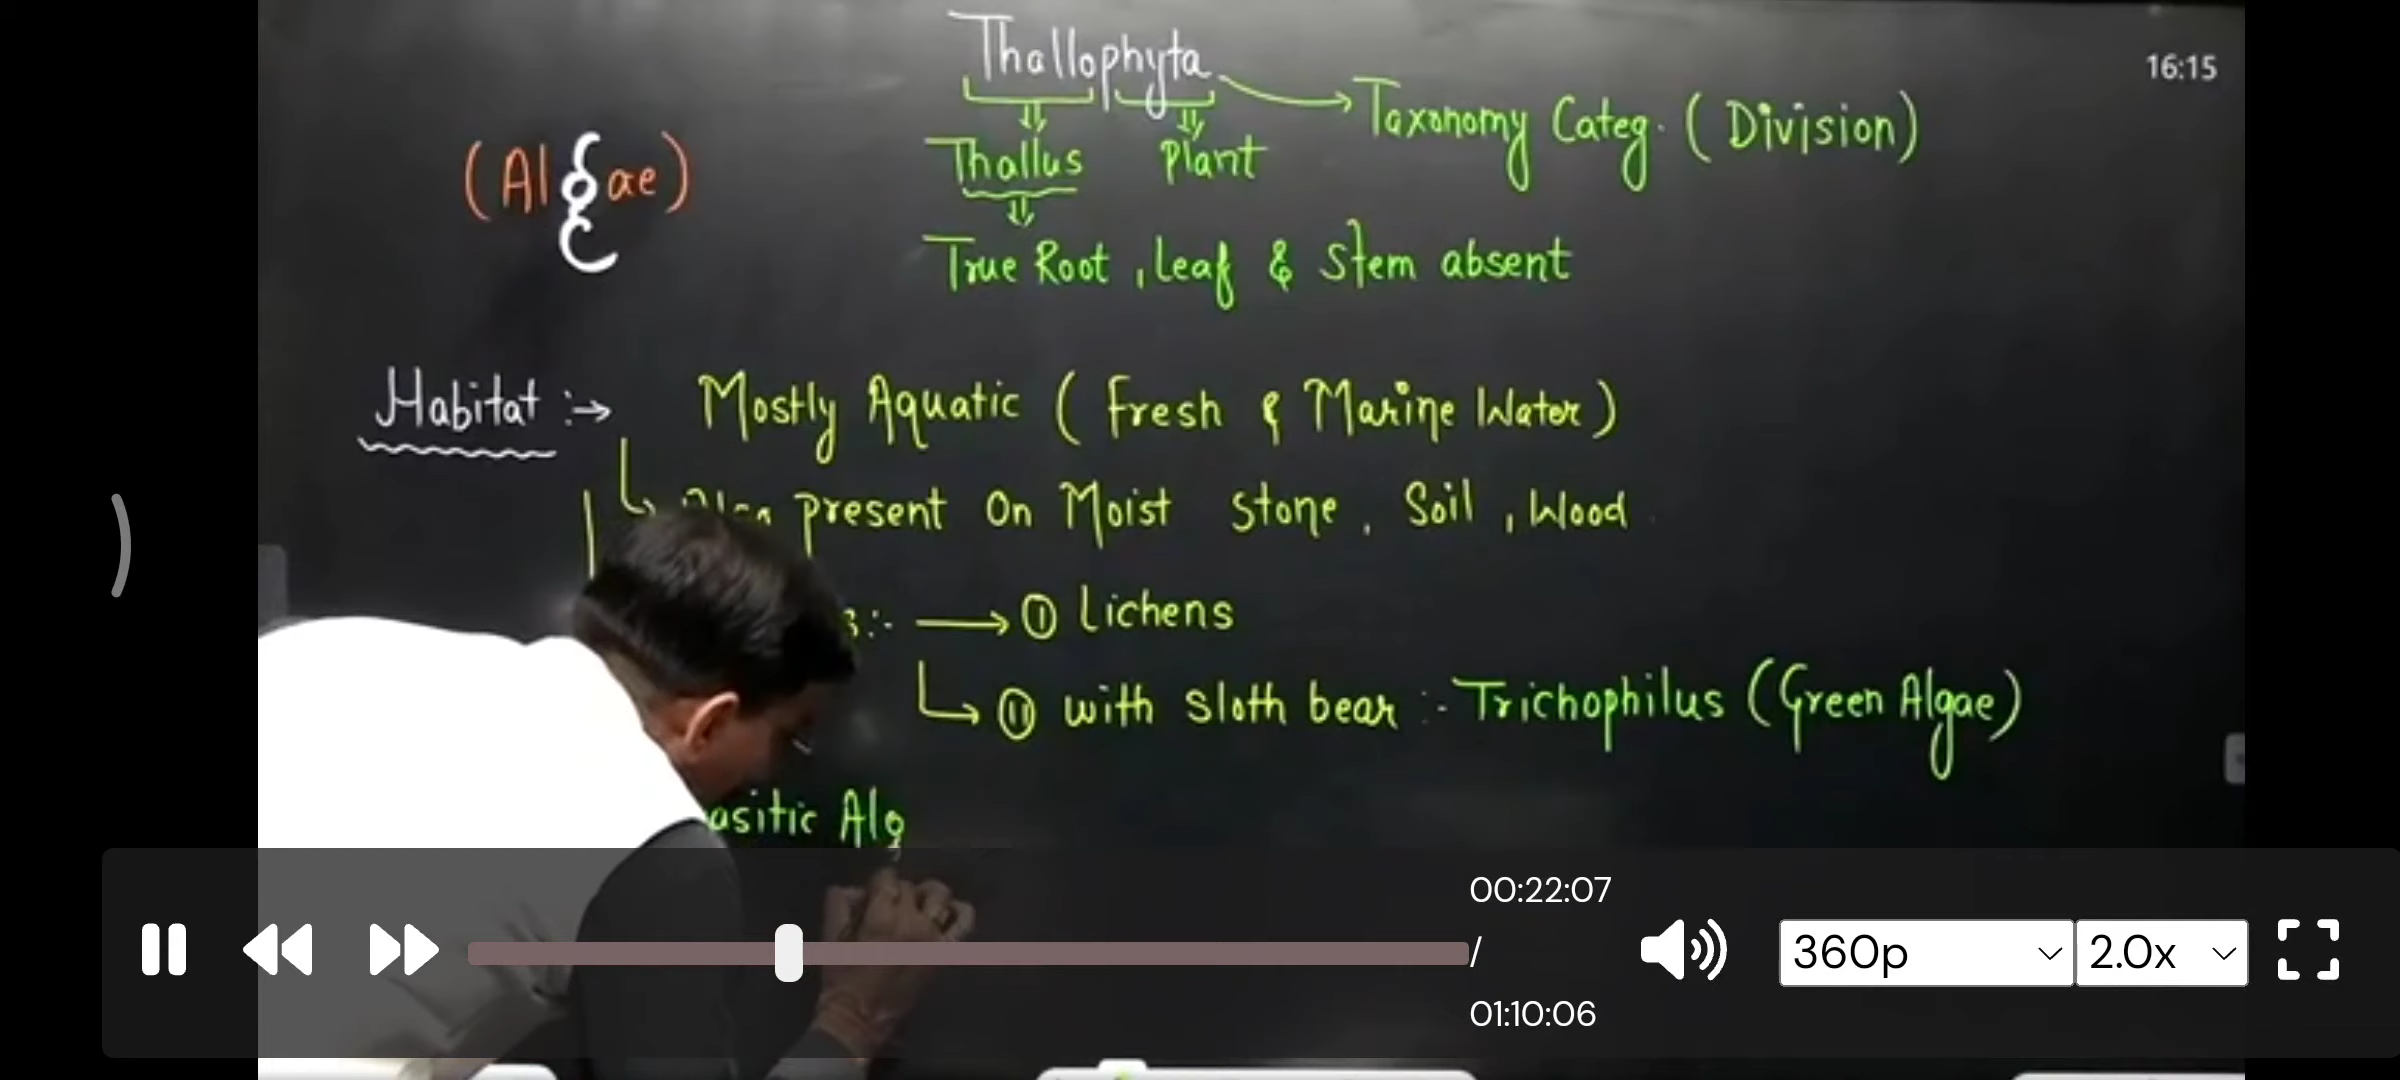 Thallophyta
16:15
Taxonomy Categ. (Division)
(Algae)
Thallus Plant
True Root, Leaf & Stem absent
Habitat :→ Mostly Aquatic ( Fresh & Marine Water )
present On Moist Stone, Soil, Wood
:- → ① Lichens
② with Sloth bear :- Trichophilus (Green Algae)
asitic Alg
00:22:07
/
360p 2.0x
01:10:06